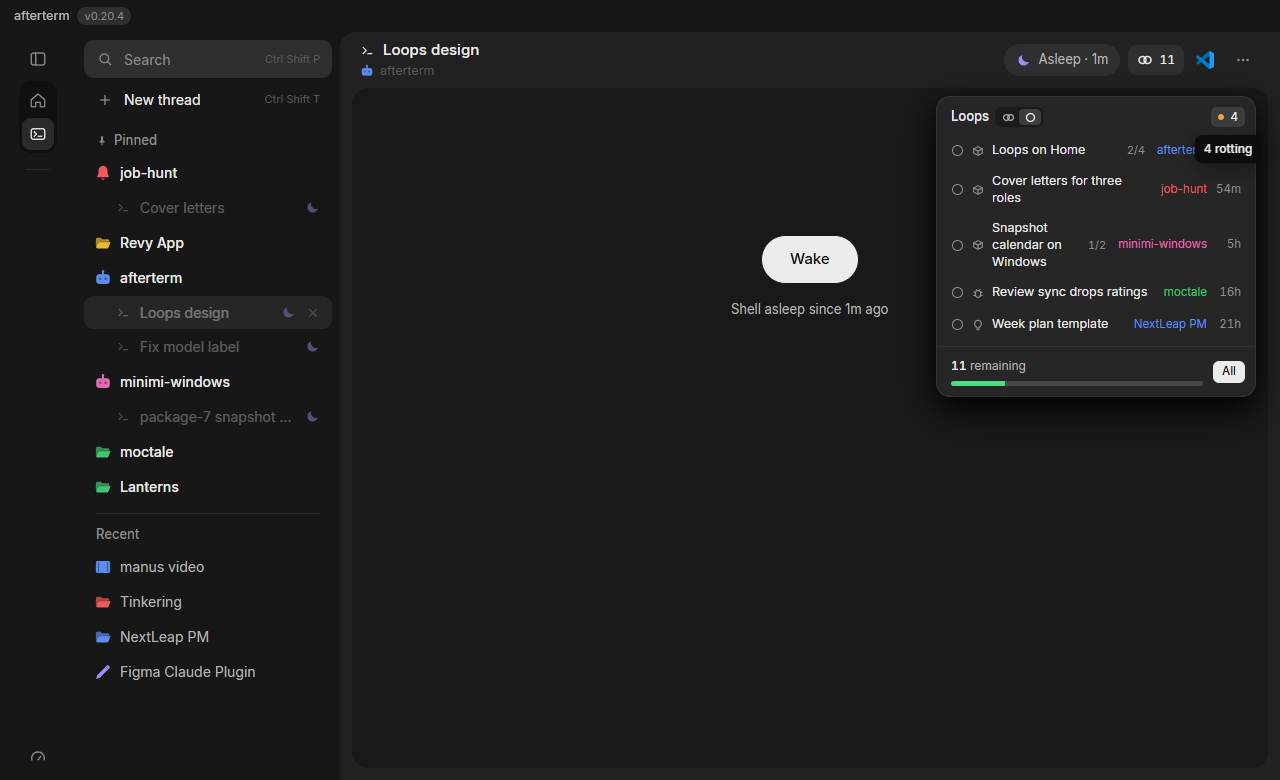 afterterm v0.20.4
Search Ctrl Shift P
New thread Ctrl Shift T
Pinned
job-hunt
Cover letters
Revy App
afterterm
Loops design
Fix model label
minimi-windows
package-7 snapshot ...
moctale
Lanterns
Recent
manus video
Tinkering
NextLeap PM
Figma Claude Plugin
Loops design
afterterm
Asleep · 1m
11
Wake
Shell asleep since 1m ago
Loops
4
4 rotting
Loops on Home 2/4
Cover letters for three
roles
job-hunt 54m
Snapshot
calendar on
Windows
1/2 minimi-windows 5h
Review sync drops ratings moctale 16h
Week plan template NextLeap PM 21h
11 remaining
All